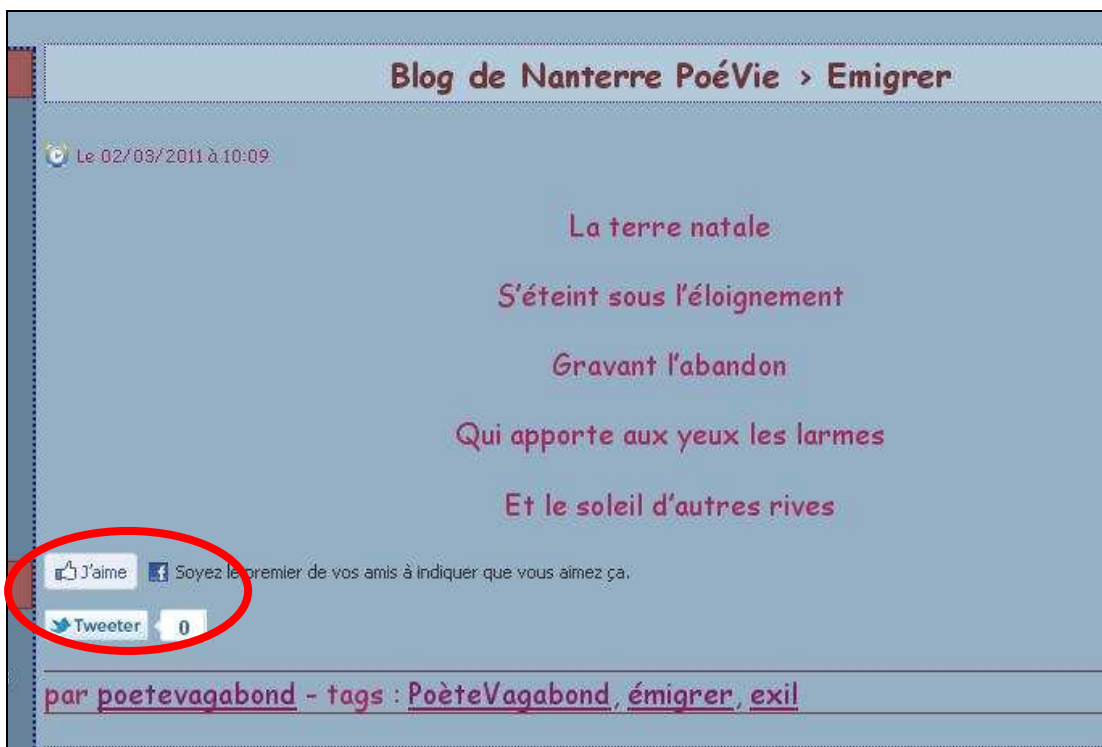 Blog de Nanterre PoéVie > Emigrer
Le 02/03/2011 à 10:09
La terre natale
S'éteint sous l'éloignement
Gravant l'abandon
Qui apporte aux yeux les larmes
Et le soleil d'autres rives
J'aime Soyez le premier de vos amis à indiquer que vous aimez ça.
Tweeter 0
par poetevagabond - tags : PoèteVagabond, émigrer, exil